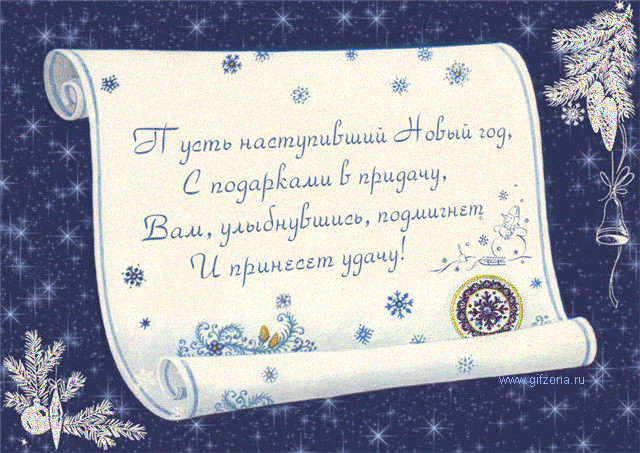 Пусть наступивший Новый год,
С подарками в придачу,
Вам, улыбнувшись, подмигнет
И принесет удачу!
www.gifzona.ru